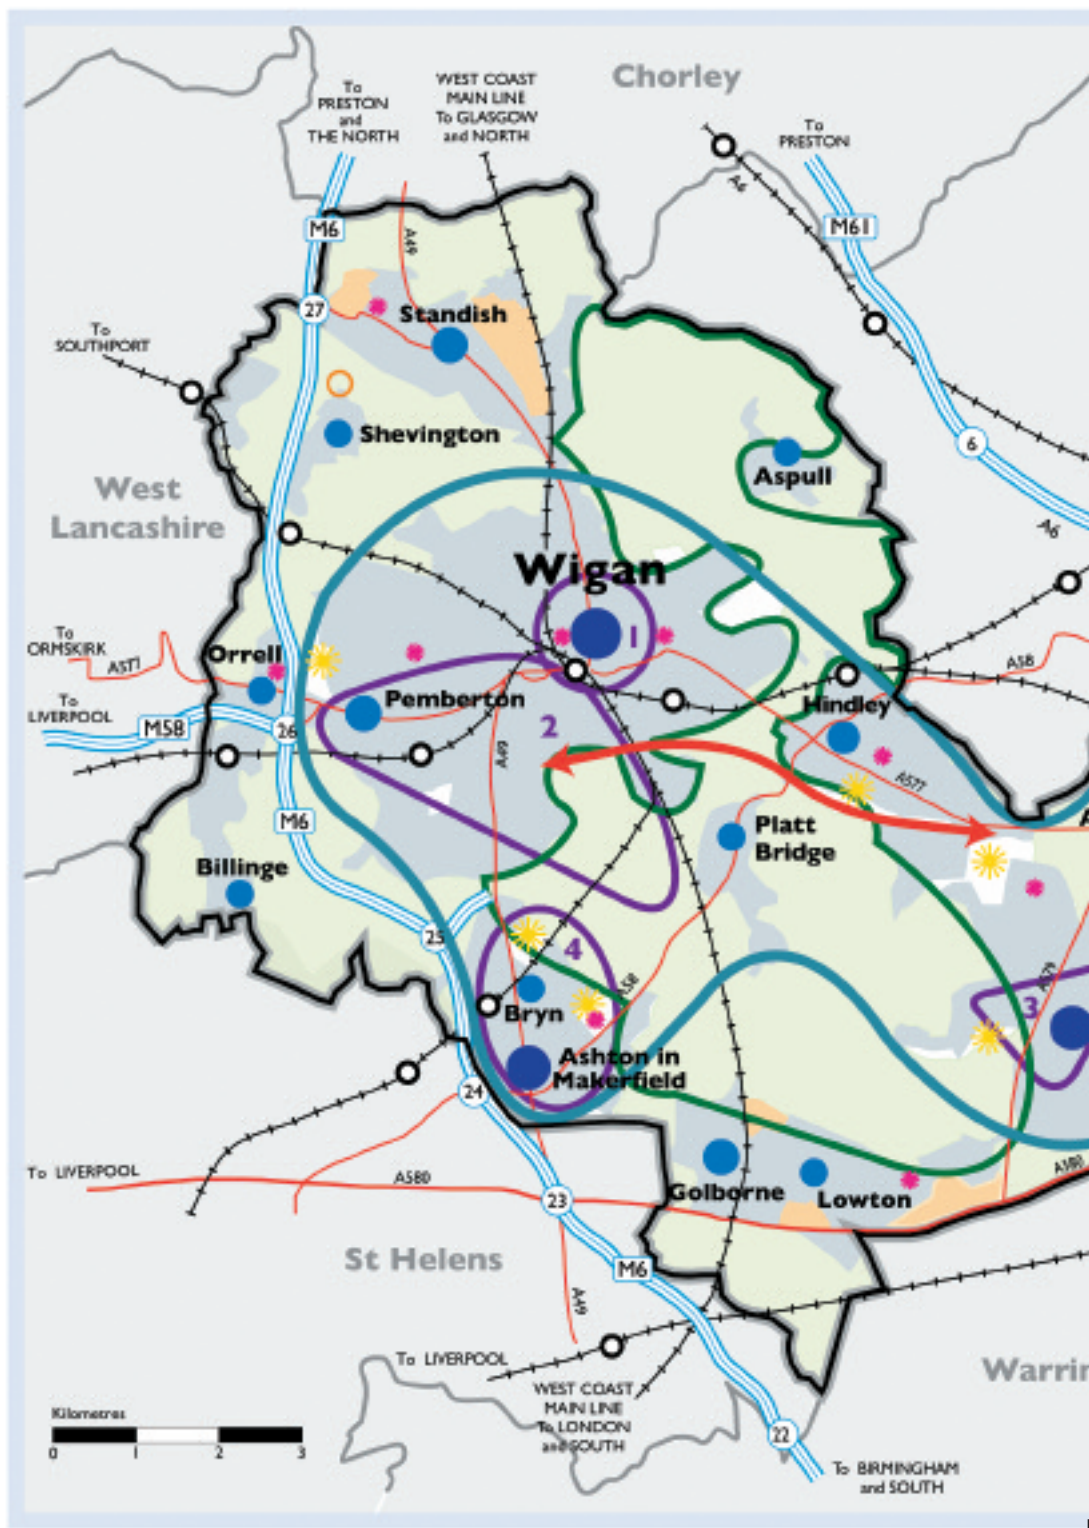 Chorley
To
PRESTON
and
THE NORTH
WEST COAST
MAIN LINE
To GLASGOW
and NORTH
To
PRESTON
A6
M6
M61
A49
27
Standish
To
SOUTHPORT
Shevington
6
Aspull
West
Lancashire
A6
Wigan
1
To
ORMSKIRK
A577
Orrell
A58
To
LIVERPOOL
M58
26
Pemberton
2
Hindley
A49
A577
M6
Platt
Bridge
Billinge
25
4
A58
A579
3
Bryn
Ashton in
Makerfield
24
To LIVERPOOL
A580
A580
Golborne
Lowton
23
St Helens
M6
A49
To LIVERPOOL
Warrin
WEST COAST
MAIN LINE
To LONDON
and SOUTH
Kilometres
0 1 2 3
22
To BIRMINGHAM
and SOUTH